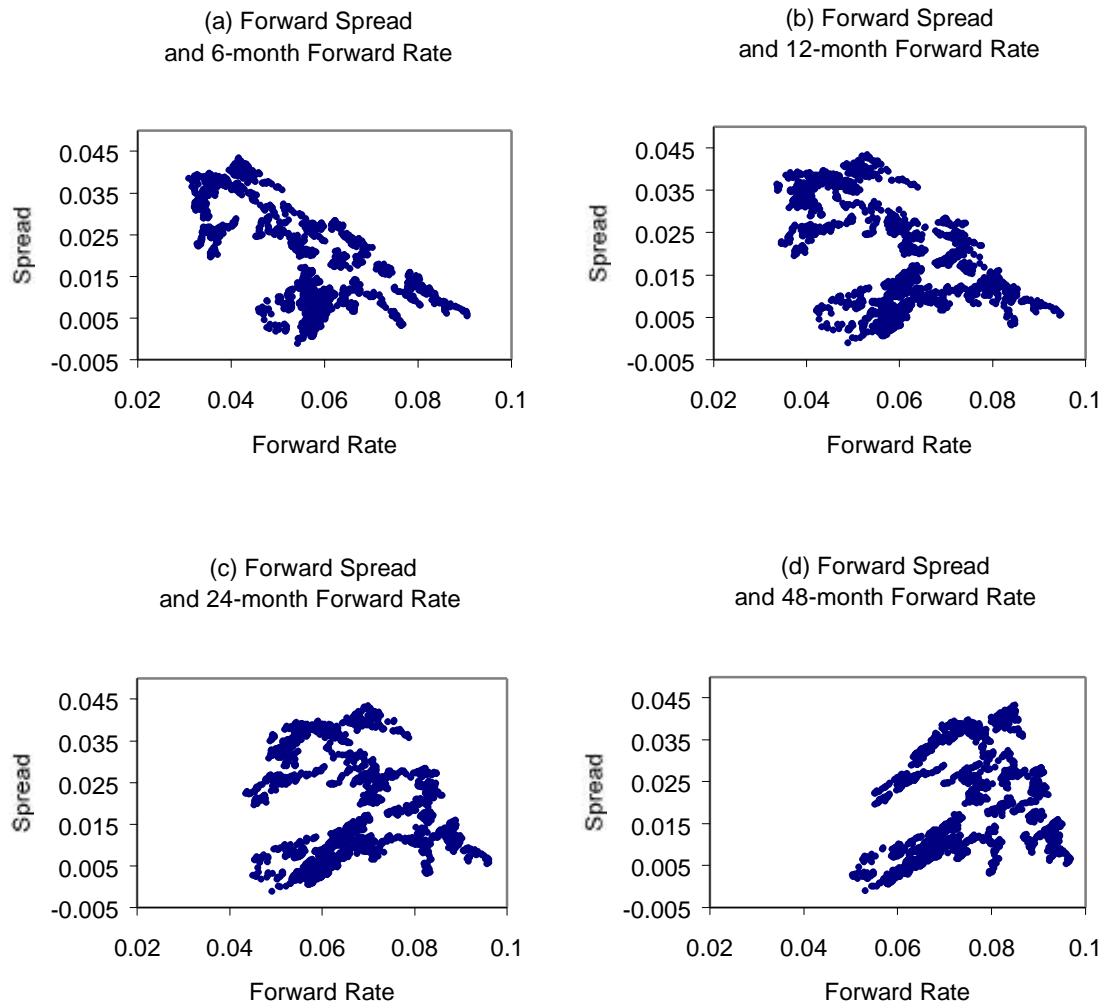 (a) Forward Spread
and 6-month Forward Rate
0.045
0.035
0.025
0.015
0.005
-0.005
Spread
0.02 0.04 0.06 0.08 0.1
Forward Rate
(b) Forward Spread
and 12-month Forward Rate
0.045
0.035
0.025
0.015
0.005
-0.005
Spread
0.02 0.04 0.06 0.08 0.1
Forward Rate
(c) Forward Spread
and 24-month Forward Rate
0.045
0.035
0.025
0.015
0.005
-0.005
Spread
0.02 0.04 0.06 0.08 0.1
Forward Rate
(d) Forward Spread
and 48-month Forward Rate
0.045
0.035
0.025
0.015
0.005
-0.005
Spread
0.02 0.04 0.06 0.08 0.1
Forward Rate